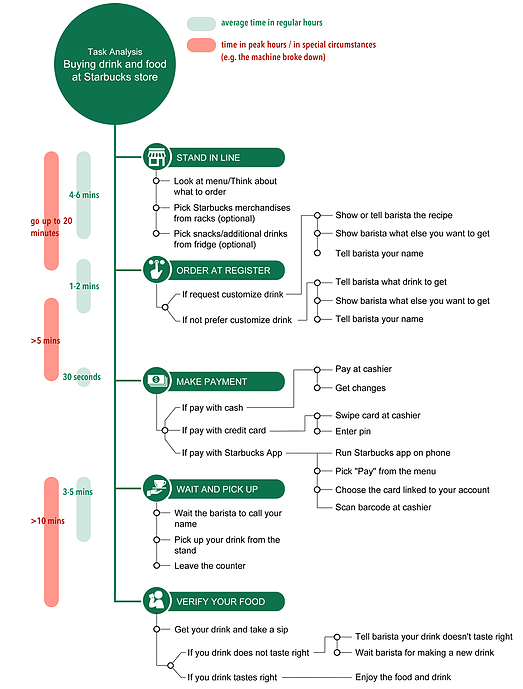 Task Analysis
Buying drink and food
at Starbucks store
average time in regular hours
time in peak hours / in special circumstances
(e.g. the machine broke down)
STAND IN LINE
Look at menu/Think about
what to order
Pick Starbucks merchandises
from racks (optional)
Pick snacks/additional drinks
from fridge (optional)
4-6 mins
go up to 20
minutes
ORDER AT REGISTER
If request customize drink
Show or tell barista the recipe
Show barista what else you want to get
Tell barista your name
If not prefer customize drink
Tell barista what drink to get
Show barista what else you want to get
Tell barista your name
1-2 mins
>5 mins
30 seconds
MAKE PAYMENT
If pay with cash
Pay at cashier
Get changes
If pay with credit card
Swipe card at cashier
Enter pin
If pay with Starbucks App
Run Starbucks app on phone
Pick "Pay" from the menu
Choose the card linked to your account
Scan barcode at cashier
WAIT AND PICK UP
Wait the barista to call your
name
Pick up your drink from the
stand
Leave the counter
3-5 mins
>10 mins
VERIFY YOUR FOOD
Get your drink and take a sip
If you drink does not taste right
Tell barista your drink doesn't taste right
Wait barista for making a new drink
If you drink tastes right
Enjoy the food and drink